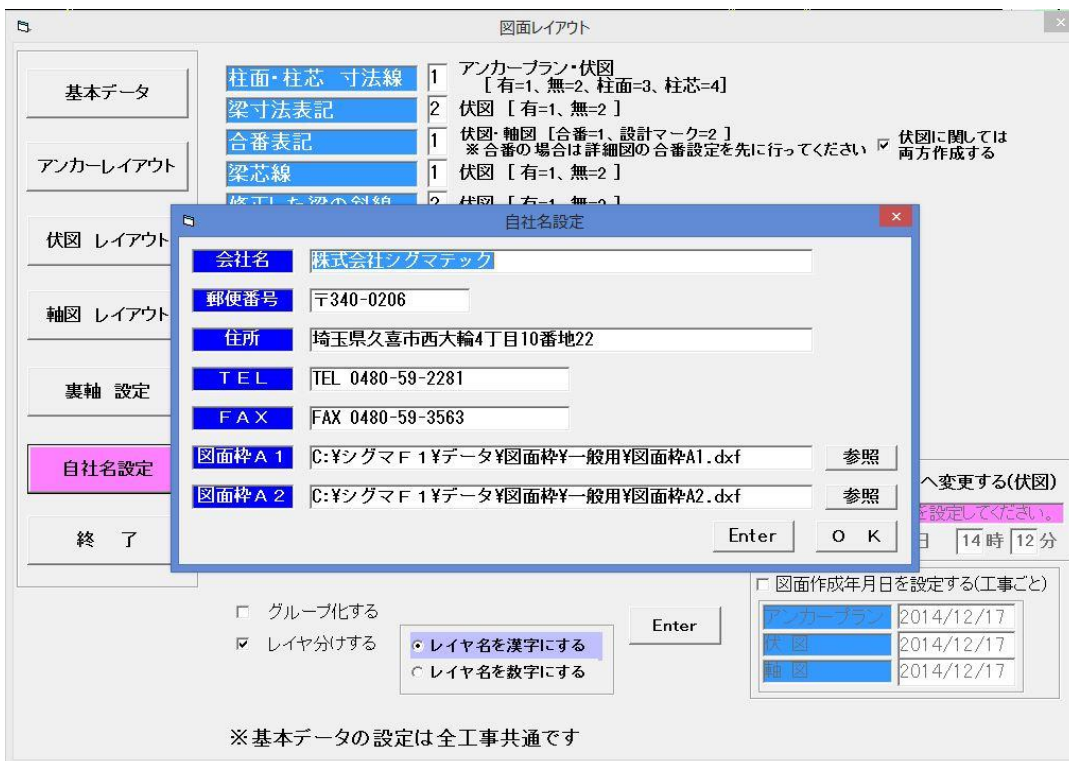 図面レイアウト
基本データ
アンカーレイアウト
伏図 レイアウト
軸図 レイアウト
裏軸 設定
自社名設定
終 了
柱面・柱芯 寸法線 1 アンカープラン・伏図
[ 有=1、無=2、柱面=3、柱芯=4]
梁寸法表記 2 伏図 [ 有=1、無=2 ]
合番表記 1 伏図・軸図 [合番=1、設計マーク=2 ]
※合番の場合は詳細図の合番設定を先に行ってください
伏図に関しては
両方作成する
梁芯線 1 伏図 [ 有=1、無=2 ]
修正した梁の斜線 2 伏図 [ 有=1、無=2 ]
自社名設定
会社名 株式会社シグマテック
郵便番号 〒340-0206
住所 埼玉県久喜市西大輪4丁目10番地22
TEL TEL 0480-59-2281
FAX FAX 0480-59-3563
図面枠A1 C:¥シグマF1¥データ¥図面枠¥一般用¥図面枠A1.dxf 参照
図面枠A2 C:¥シグマF1¥データ¥図面枠¥一般用¥図面枠A2.dxf 参照
Enter O K
へ変更する(伏図)
を設定してください。
日 14 時 12 分
グループ化する
レイヤ分けする
レイヤ名を漢字にする
レイヤ名を数字にする
Enter
図面作成年月日を設定する(工事ごと)
アンカープラン 2014/12/17
伏 図 2014/12/17
軸 図 2014/12/17
※基本データの設定は全工事共通です